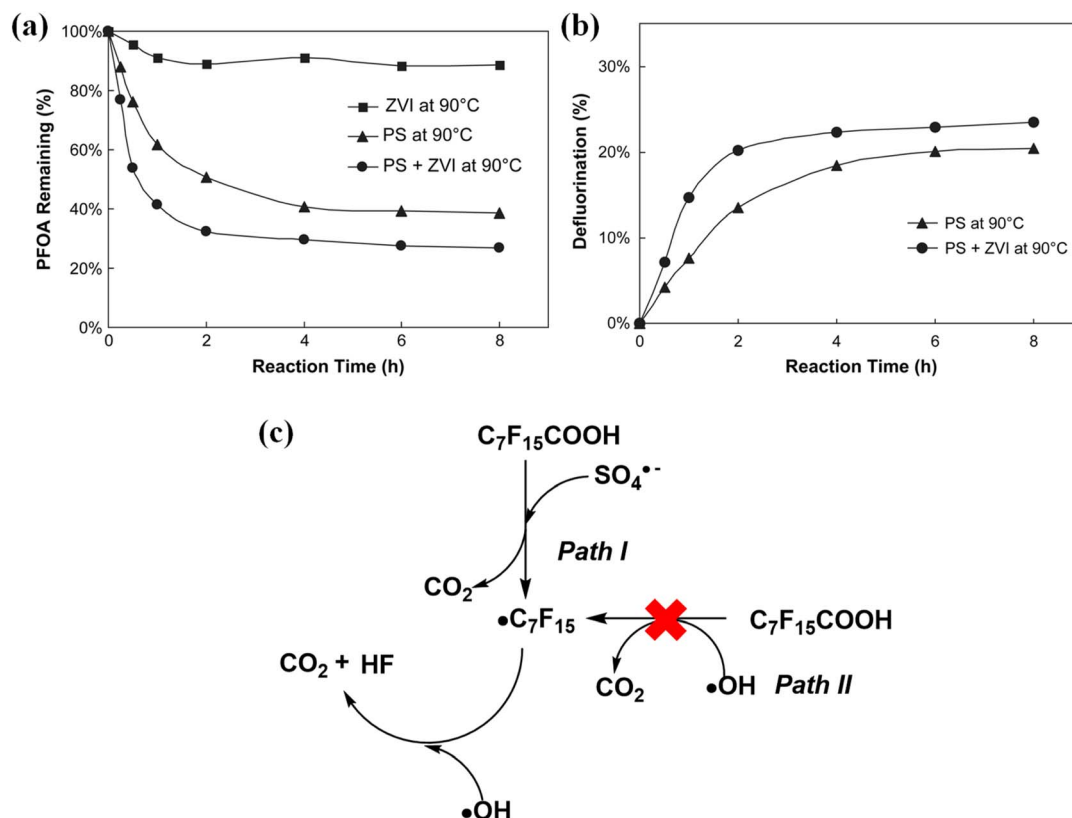 (a)
100%
80%
60%
40%
20%
0%
PFOA Remaining (%)
ZVI at 90°C
PS at 90°C
PS + ZVI at 90°C
0 2 4 6 8
Reaction Time (h)
(b)
30%
20%
10%
0%
Defluorination (%)
PS at 90°C
PS + ZVI at 90°C
0 2 4 6 8
Reaction Time (h)
(c)
C₇F₁₅COOH
SO₄•-
Path I
CO₂
•C₇F₁₅
C₇F₁₅COOH
CO₂ + HF
CO₂
•OH Path II
•OH